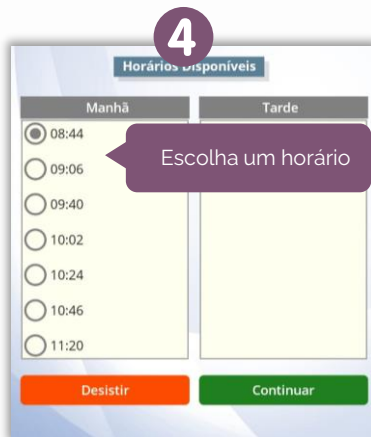 4
Horários Disponíveis
Manhã
Tarde
08:44
Escolha um horário
09:06
09:40
10:02
10:24
10:46
11:20
Desistir
Continuar